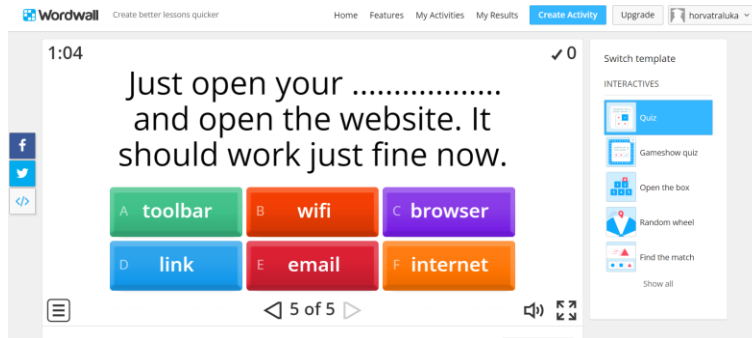 Wordwall Create better lessons quicker Home Features My Activities My Results Create Activity Upgrade horvatraluka
1:04 ✓ 0
Just open your ..................
and open the website. It
should work just fine now.
A toolbar B wifi C browser
D link E email F internet
5 of 5
f
</>
Switch template
INTERACTIVES
Quiz
Gameshow quiz
Open the box
Random wheel
Find the match
Show all